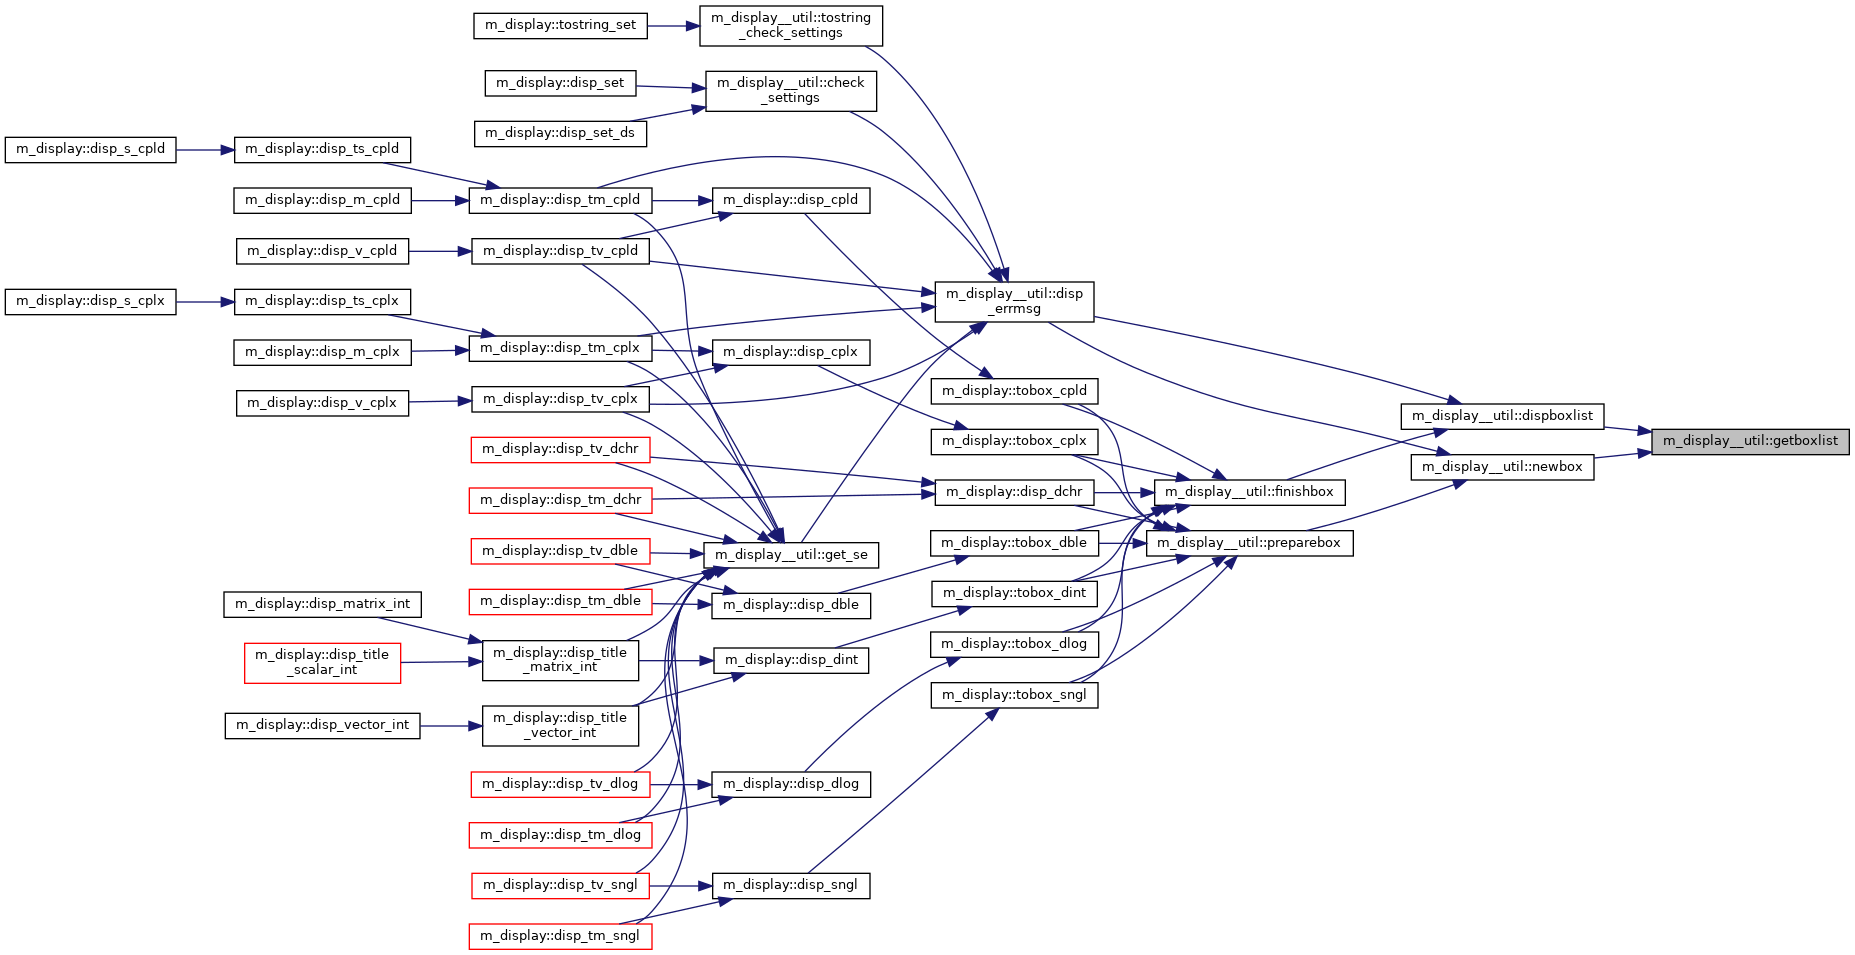 m_display::tostring_set
m_display__util::tostring
_check_settings
m_display::disp_set
m_display__util::check
_settings
m_display::disp_set_ds
m_display::disp_s_cpld
m_display::disp_ts_cpld
m_display::disp_m_cpld
m_display::disp_tm_cpld
m_display::disp_cpld
m_display::disp_v_cpld
m_display::disp_tv_cpld
m_display::disp_s_cplx
m_display::disp_ts_cplx
m_display__util::disp
_errmsg
m_display::disp_m_cplx
m_display::disp_tm_cplx
m_display::disp_cplx
m_display::disp_v_cplx
m_display::disp_tv_cplx
m_display::tobox_cpld
m_display__util::dispboxlist
m_display__util::getboxlist
m_display::disp_tv_dchr
m_display::tobox_cplx
m_display__util::newbox
m_display::disp_tm_dchr
m_display::disp_dchr
m_display__util::finishbox
m_display::disp_tv_dble
m_display__util::get_se
m_display::tobox_dble
m_display__util::preparebox
m_display::disp_matrix_int
m_display::disp_tm_dble
m_display::disp_dble
m_display::tobox_dint
m_display::disp_title
_scalar_int
m_display::disp_title
_matrix_int
m_display::disp_dint
m_display::tobox_dlog
m_display::disp_vector_int
m_display::disp_title
_vector_int
m_display::tobox_sngl
m_display::disp_tv_dlog
m_display::disp_dlog
m_display::disp_tm_dlog
m_display::disp_tv_sngl
m_display::disp_sngl
m_display::disp_tm_sngl